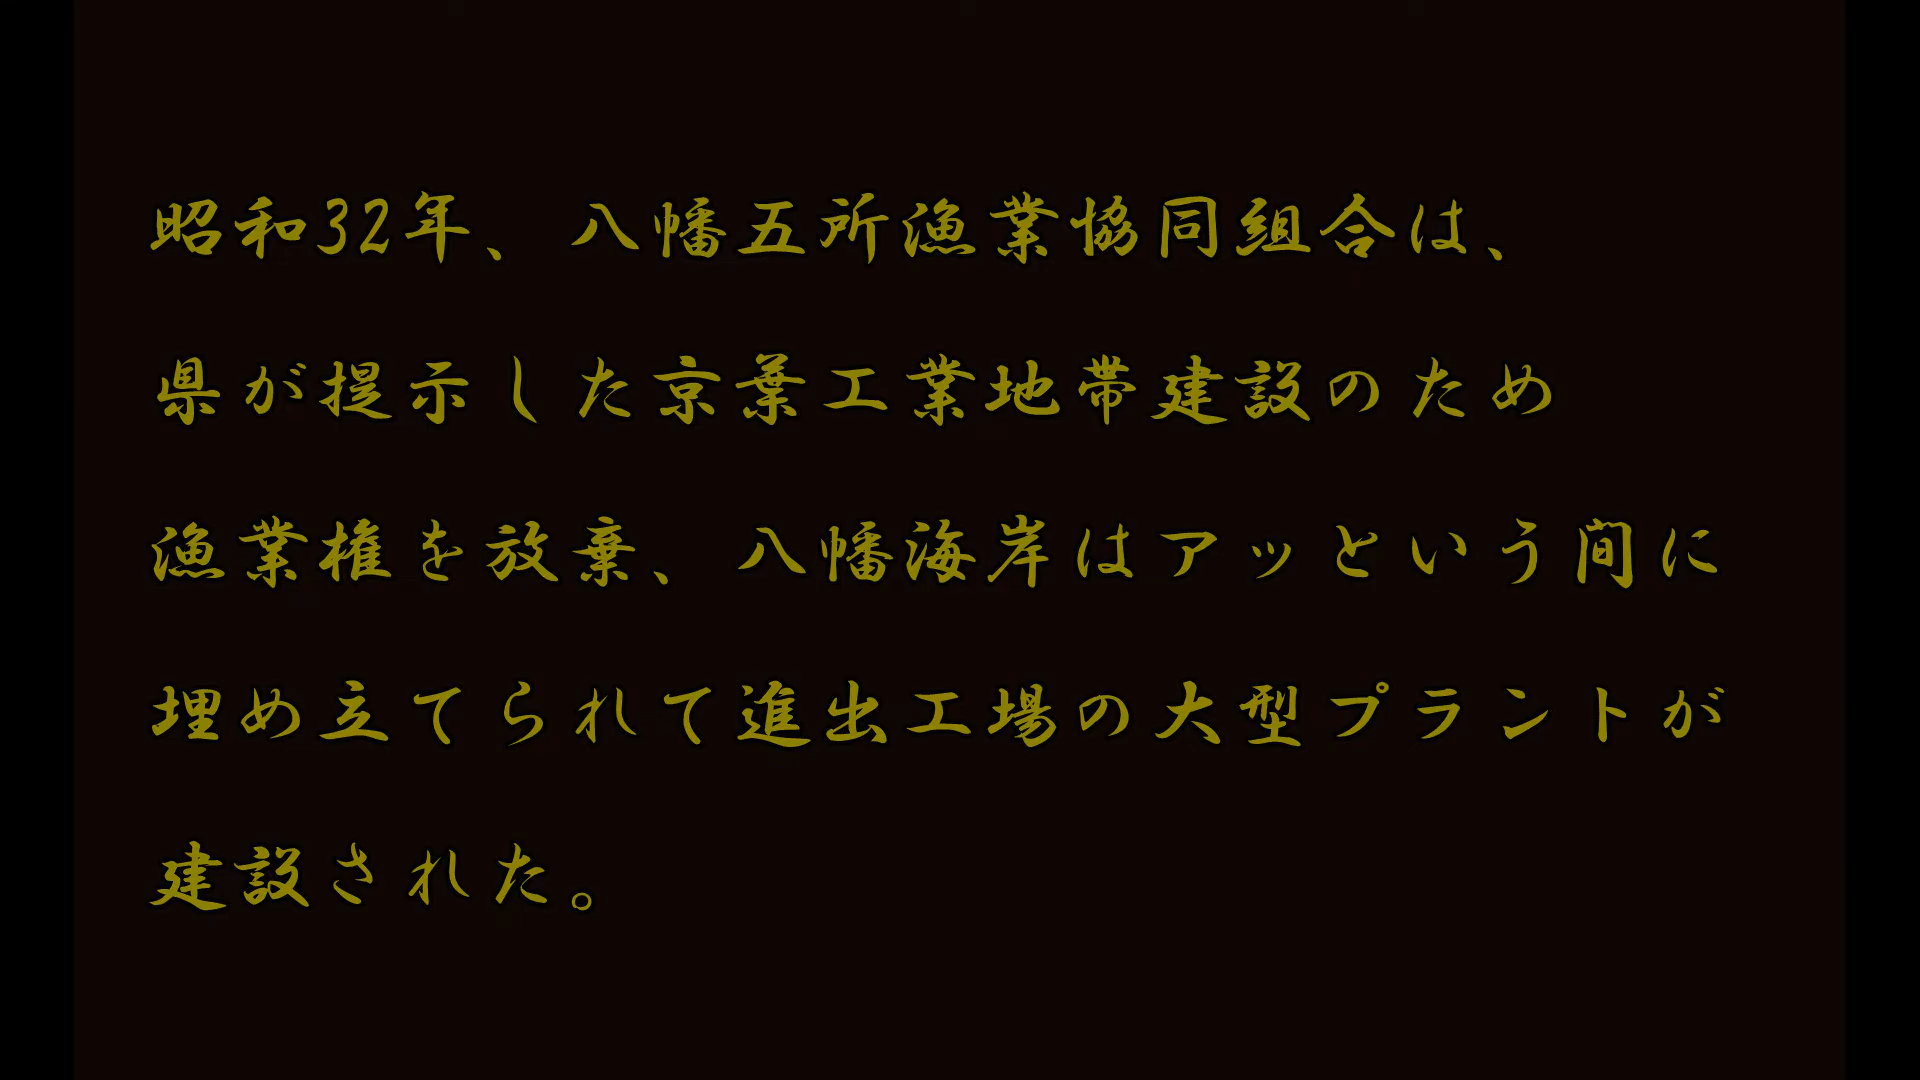 昭和32年、八幡五所漁業協同組合は、
県が提示した京葉工業地帯建設のため
漁業権を放棄、八幡海岸はアッという間に
埋め立てられて進出工場の大型プラントが
建設された。